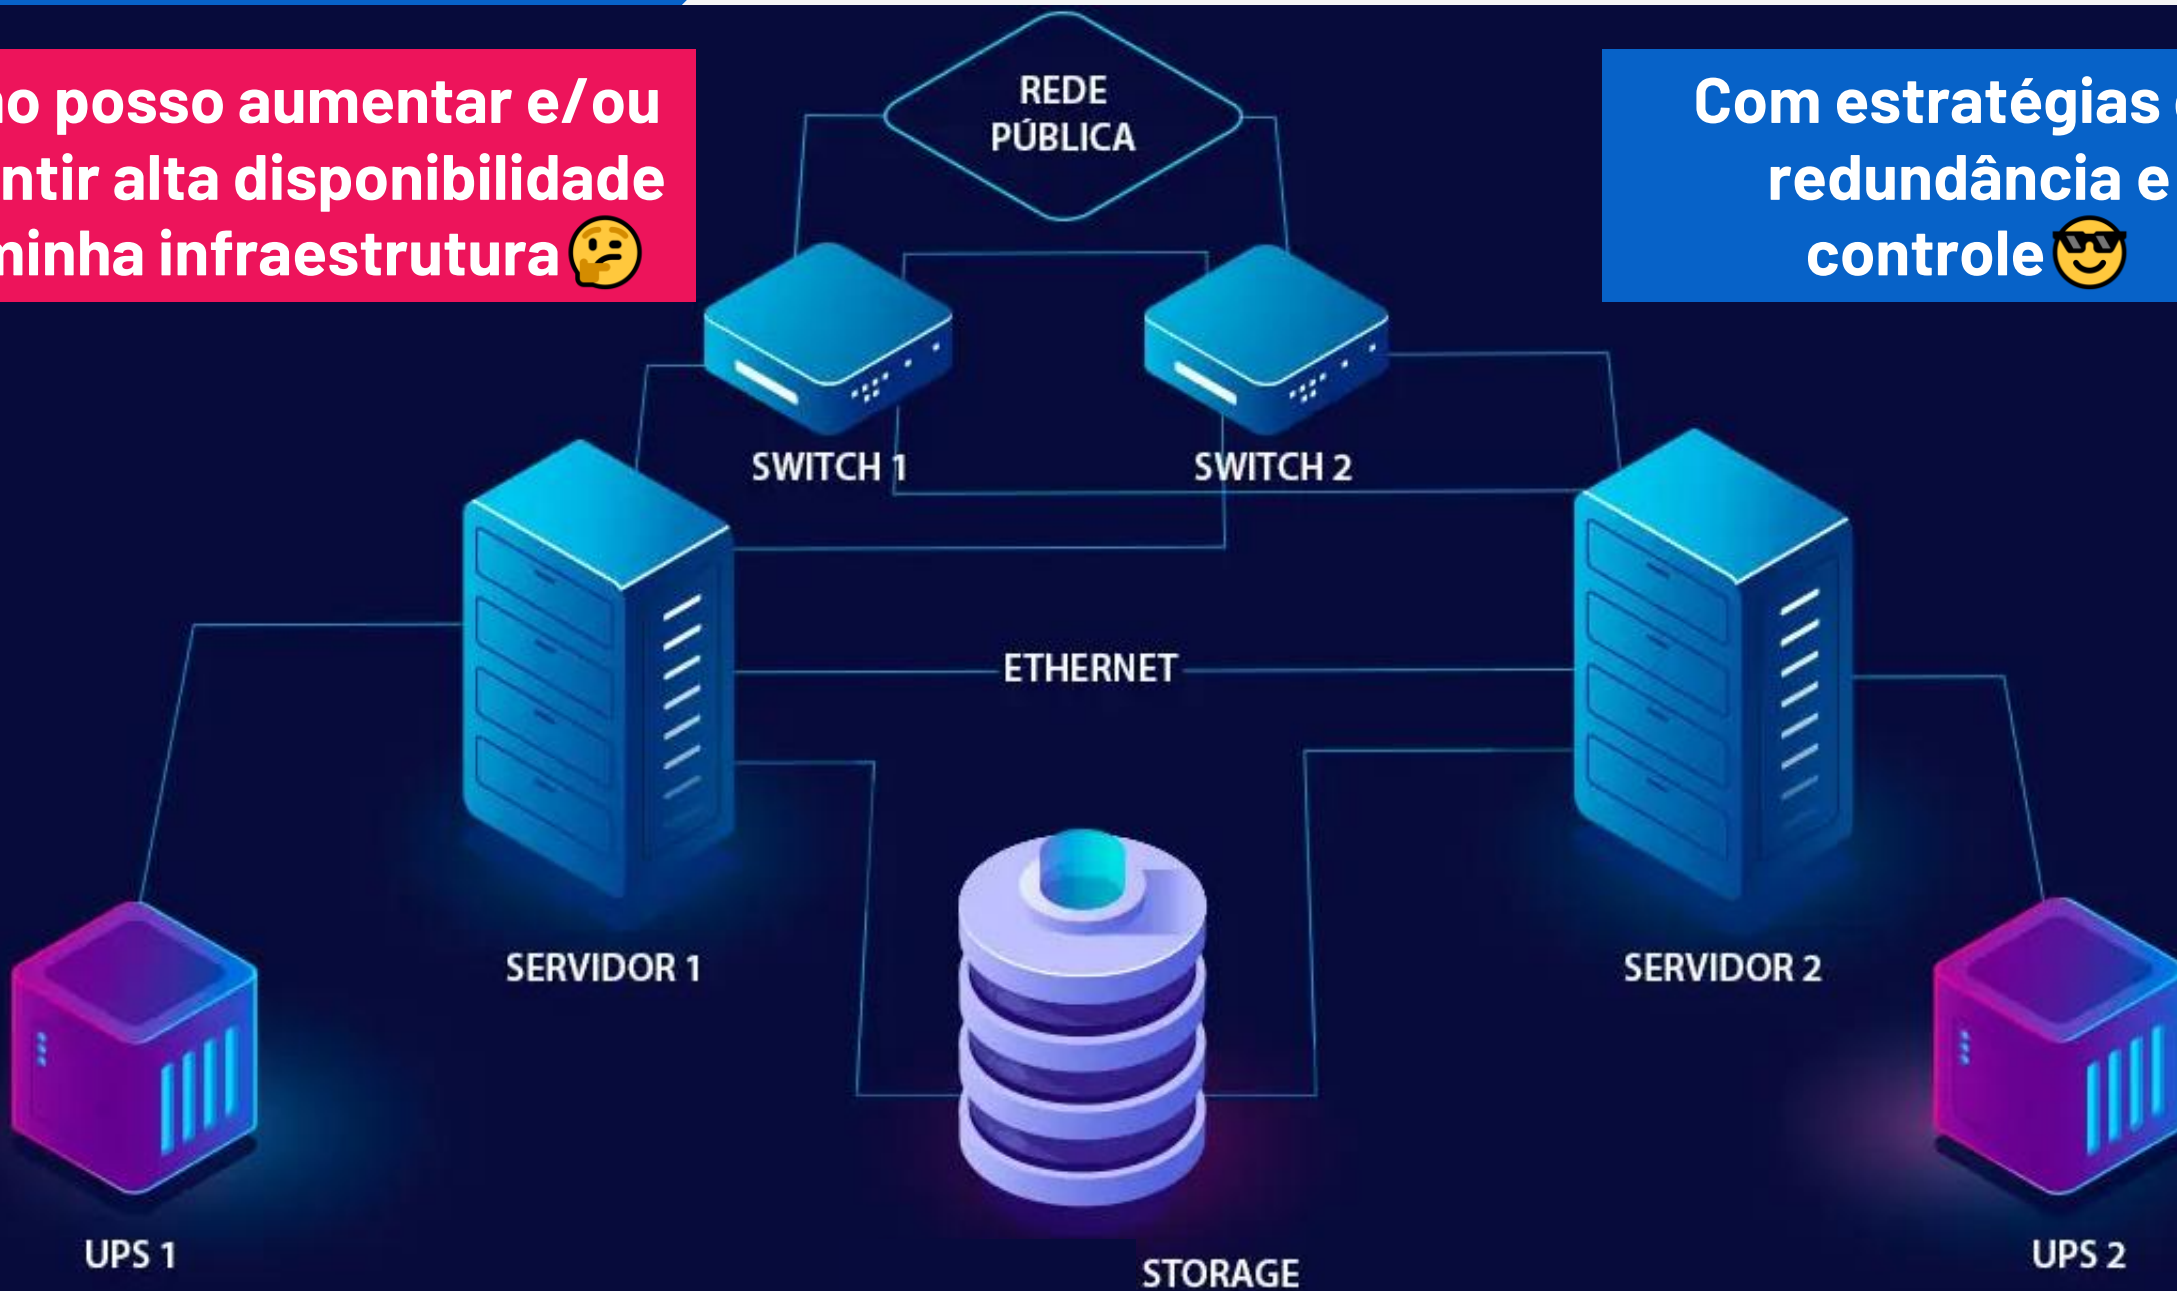 no posso aumentar e/ou
ntir alta disponibilidade
minha infraestrutura🤔
Com estratégias
redundância e
controle😎
REDE
PÚBLICA
SWITCH 1
SWITCH 2
ETHERNET
SERVIDOR 1
SERVIDOR 2
UPS 1
STORAGE
UPS 2